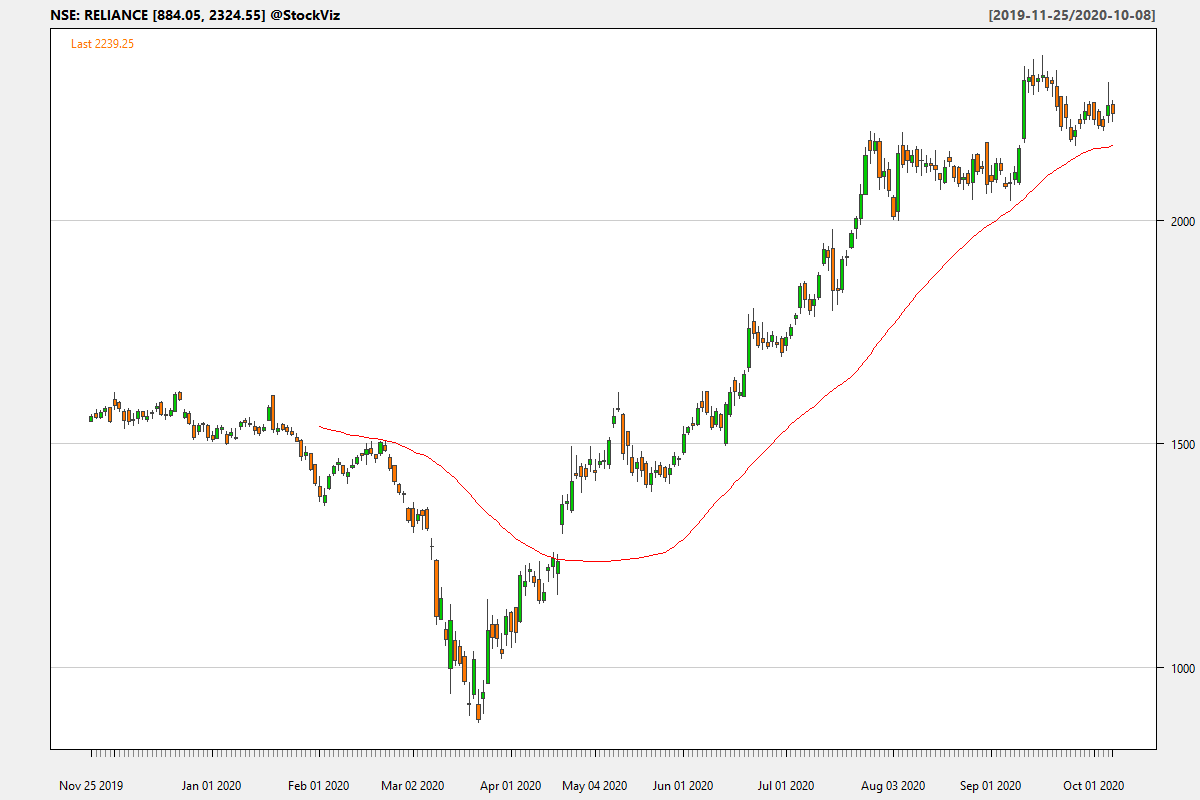 NSE: RELIANCE [884.05, 2324.55] @StockViz
[2019-11-25/2020-10-08]
Last 2239.25
2000
1500
1000
Nov 25 2019 Jan 01 2020 Feb 01 2020 Mar 02 2020 Apr 01 2020 May 04 2020 Jun 01 2020 Jul 01 2020 Aug 03 2020 Sep 01 2020 Oct 01 2020